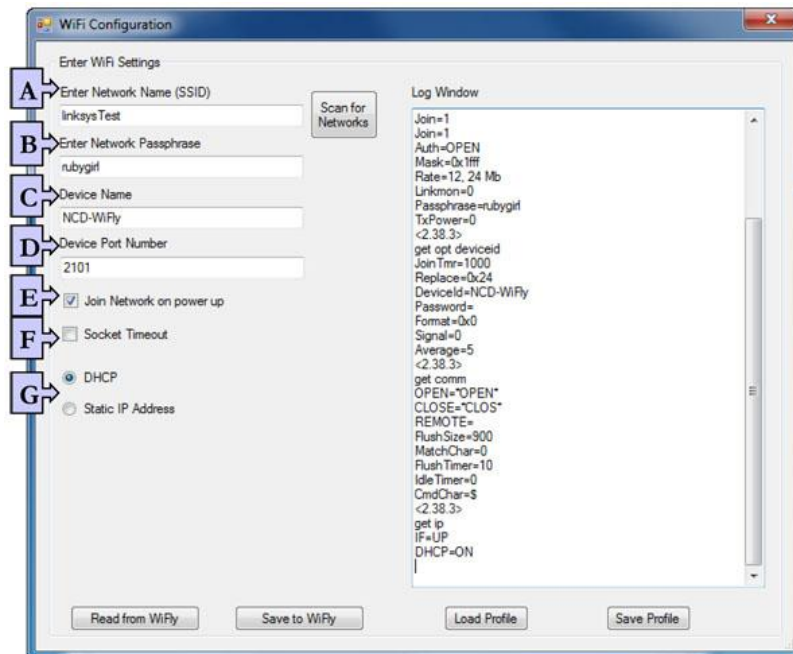 WiFi Configuration
Enter WiFi Settings
A
Enter Network Name (SSID)
linksysTest
Scan for
Networks
B
Enter Network Passphrase
rubygirl
C
Device Name
NCD-WiFly
D
Device Port Number
2101
E
Join Network on power up
F
Socket Timeout
G
DHCP
Static IP Address
Log Window
Join=1
Join=1
Auth=OPEN
Mask=0x1fff
Rate=12, 24 Mb
Linkmon=0
Passphrase=rubygirl
TxPower=0
<2.38.3>
get opt deviceid
JoinTmr=1000
Replace=0x24
DeviceId=NCD-WiFly
Password=
Format=0x0
Signal=0
Average=5
<2.38.3>
get comm
OPEN="OPEN"
CLOSE="CLOS"
REMOTE=
FlushSize=900
MatchChar=0
FlushTimer=10
IdleTimer=0
CmdChar=$
<2.38.3>
get ip
IF=UP
DHCP=ON
Read from WiFly
Save to WiFly
Load Profile
Save Profile